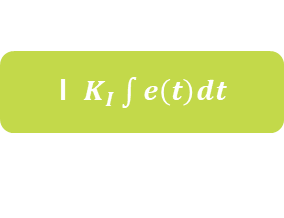 I K_I ∫ e(t)dt